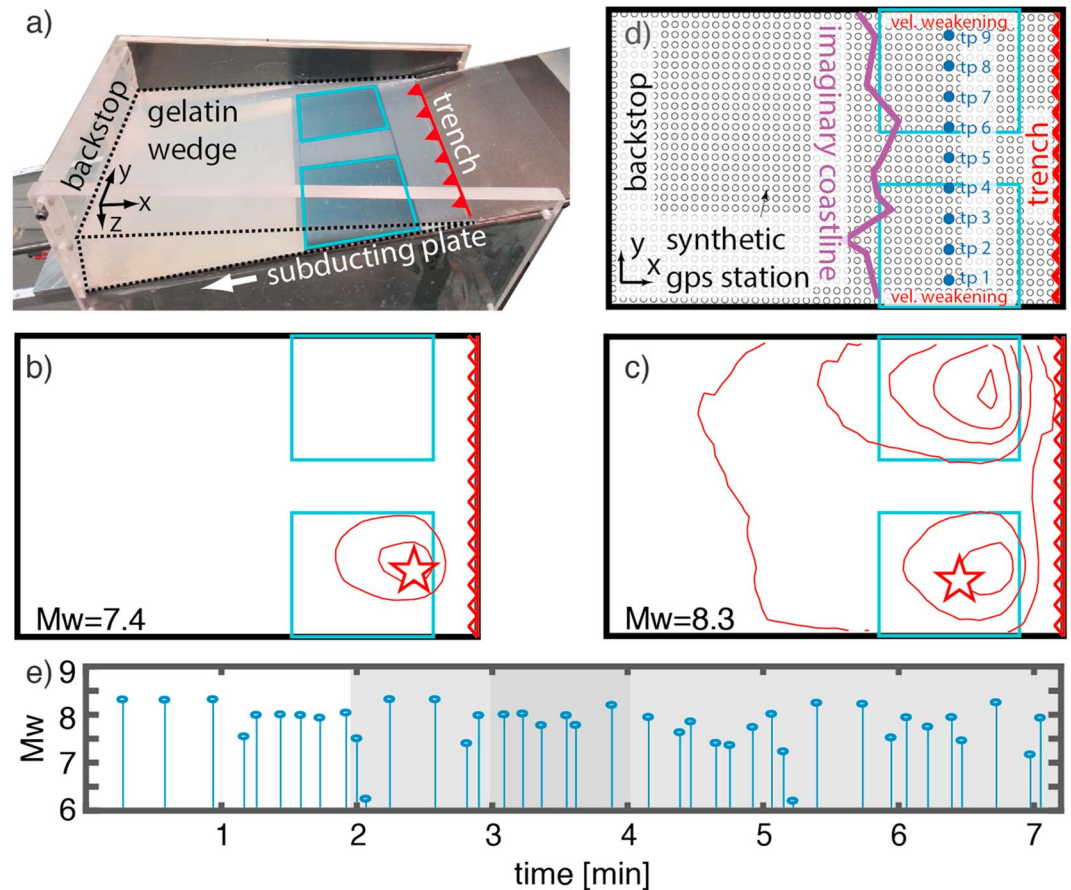 a)
backstop
gelatin
wedge
trench
y
x
z
subducting plate
d)
vel. weakening
tp 9
tp 8
tp 7
tp 6
tp 5
tp 4
tp 3
tp 2
tp 1
vel. weakening
backstop
imaginary coastline
trench
y
x
synthetic
gps station
b)
Mw=7.4
c)
Mw=8.3
e)
Mw
9
8
7
6
1 2 3 4 5 6 7
time [min]